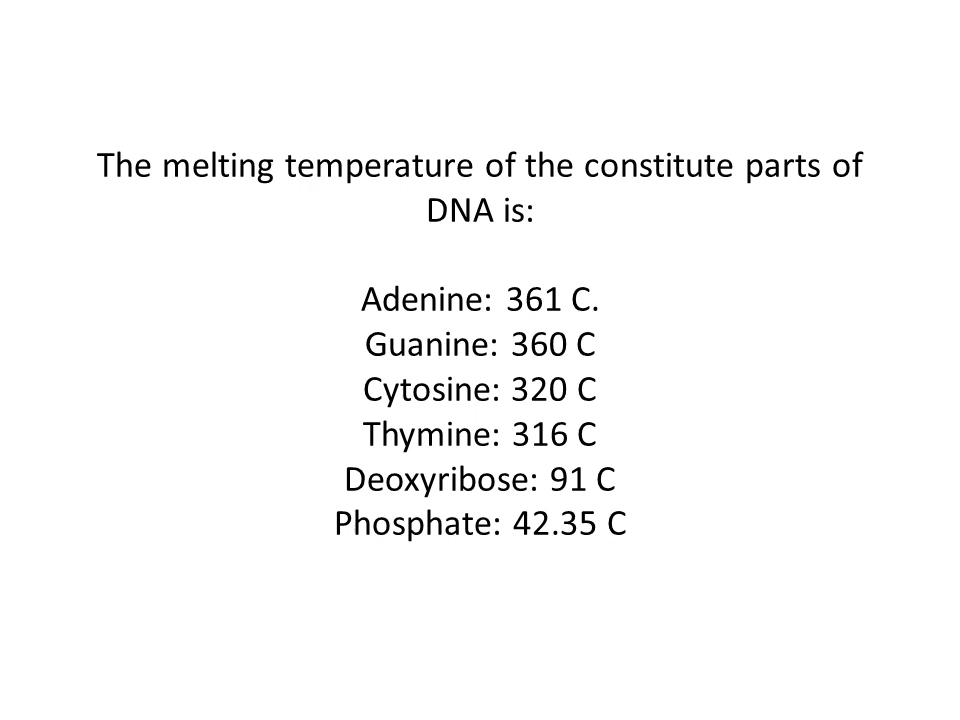 The melting temperature of the constitute parts of
DNA is:
Adenine: 361 C.
Guanine: 360 C
Cytosine: 320 C
Thymine: 316 C
Deoxyribose: 91 C
Phosphate: 42.35 C